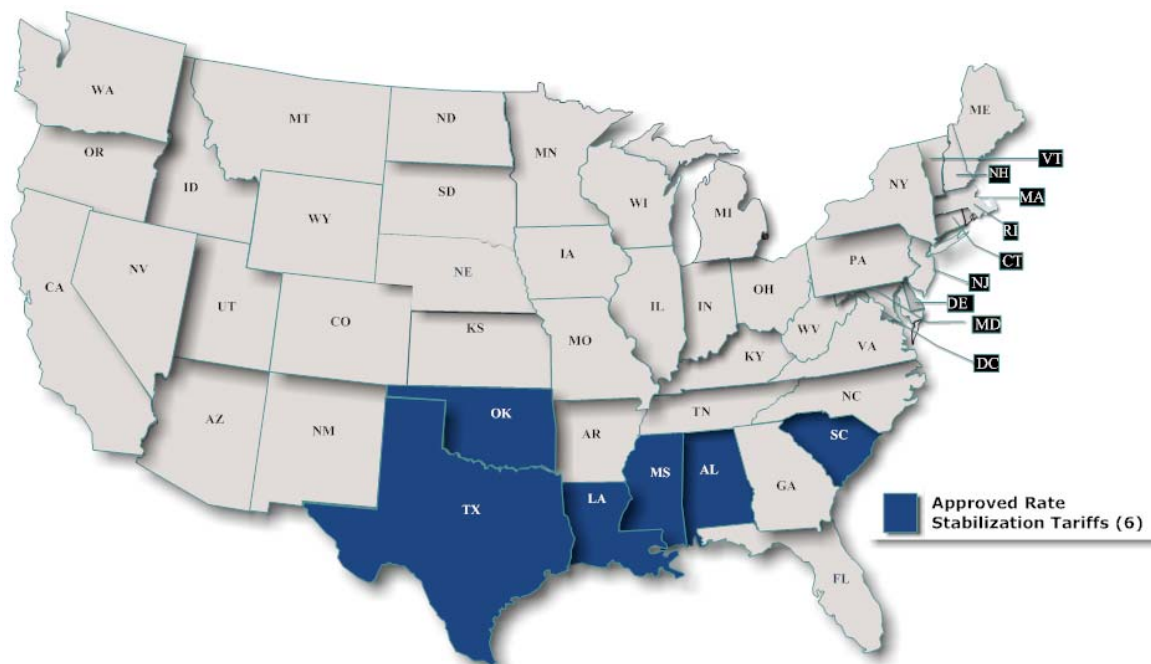 WA
MT
ND
MN
ME
OR
ID
SD
WI
MI
NY
VT
NH
MA
RI
CT
WY
IA
NE
PA
NJ
CA
NV
UT
CO
KS
MO
IL
IN
OH
WV
VA
DE
MD
DC
KY
AZ
NM
OK
AR
TN
NC
SC
TX
LA
MS
AL
GA
FL
Approved Rate
Stabilization Tariffs (6)